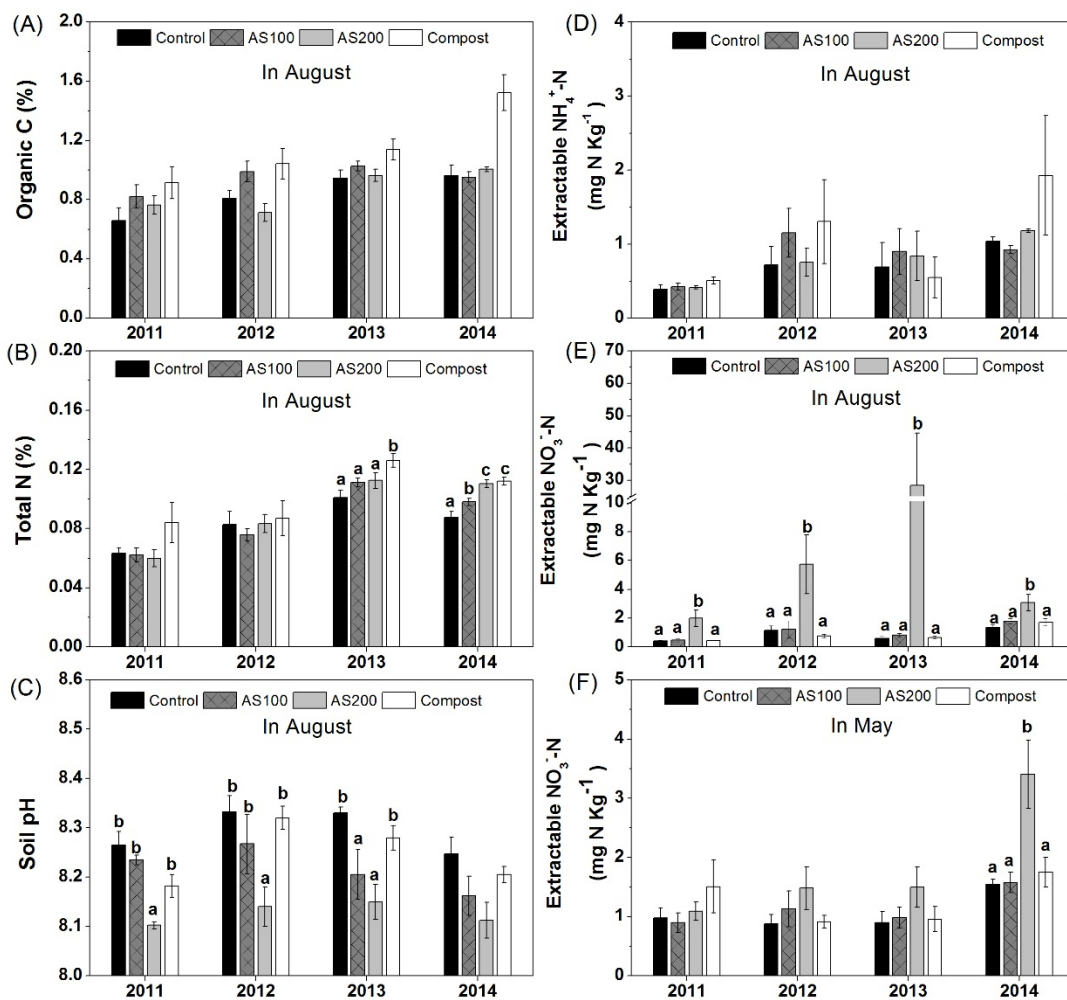 (A)
2.0
1.6
1.2
0.8
0.4
0.0
Organic C (%)
Control AS100 AS200 Compost
In August
2011 2012 2013 2014
(B)
0.20
0.16
0.12
0.08
0.04
0.00
Total N (%)
Control AS100 AS200 Compost
In August
a a a b
a b c c
2011 2012 2013 2014
(C)
8.6
8.5
8.4
8.3
8.2
8.1
8.0
Soil pH
Control AS100 AS200 Compost
In August
b b a b
b b a b
b a a b
2011 2012 2013 2014
(D)
4
3
2
1
0
Extractable NH₄⁺-N
(mg N Kg⁻¹)
Control AS100 AS200 Compost
In August
2011 2012 2013 2014
(E)
70
60
50
40
30
20
10
8
6
4
2
0
Extractable NO₃⁻-N
(mg N Kg⁻¹)
Control AS100 AS200 Compost
In August
a a b a
a a b a
a a b a
a a b a
2011 2012 2013 2014
(F)
5
4
3
2
1
0
Extractable NO₃⁻-N
(mg N Kg⁻¹)
Control AS100 AS200 Compost
In May
a a b a
2011 2012 2013 2014